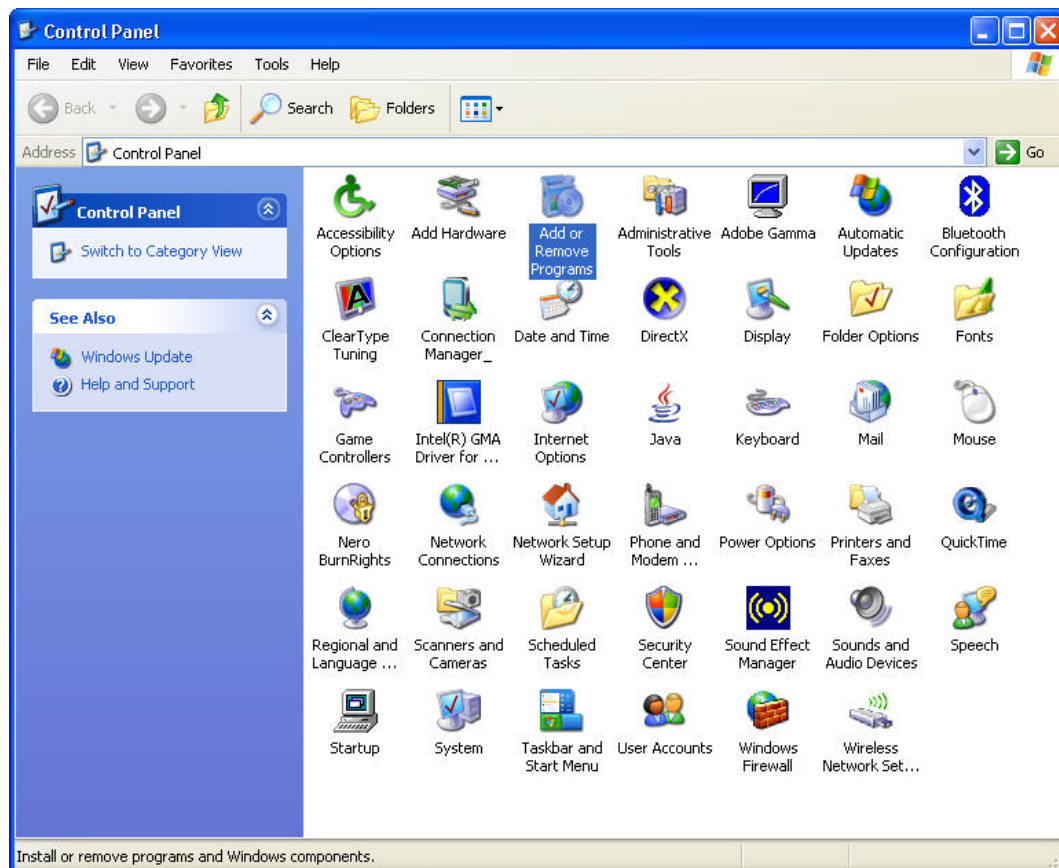 Control Panel
File Edit View Favorites Tools Help
Back Search Folders
Address Control Panel Go
Control Panel
Switch to Category View
See Also
Windows Update
Help and Support
Accessibility Options
Add Hardware
Add or Remove Programs
Administrative Tools
Adobe Gamma
Automatic Updates
Bluetooth Configuration
ClearType Tuning
Connection Manager_
Date and Time
DirectX
Display
Folder Options
Fonts
Game Controllers
Intel(R) GMA Driver for ...
Internet Options
Java
Keyboard
Mail
Mouse
Nero BurnRights
Network Connections
Network Setup Wizard
Phone and Modem ...
Power Options
Printers and Faxes
QuickTime
Regional and Language ...
Scanners and Cameras
Scheduled Tasks
Security Center
Sound Effect Manager
Sounds and Audio Devices
Speech
Startup
System
Taskbar and Start Menu
User Accounts
Windows Firewall
Wireless Network Set...
Install or remove programs and Windows components.